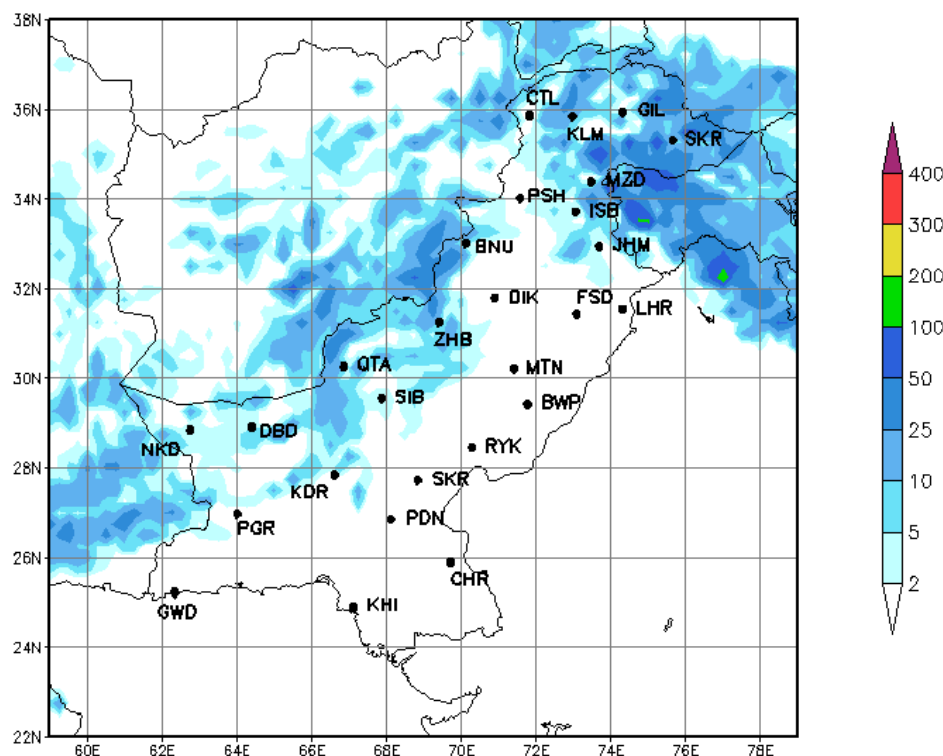 38N
36N
34N
32N
30N
28N
26N
24N
22N
CTL
GIL
KLM
SKR
MZD
PSH
ISB
BNU
JHM
DIK
FSD
LHR
ZHB
QTA
MTN
SIB
BWP
NKD
DBD
RYK
KDR
SKR
PGR
PDN
CHR
GWD
KHI
60E 62E 64E 66E 68E 70E 72E 74E 76E 78E
400
300
200
100
50
25
10
5
2